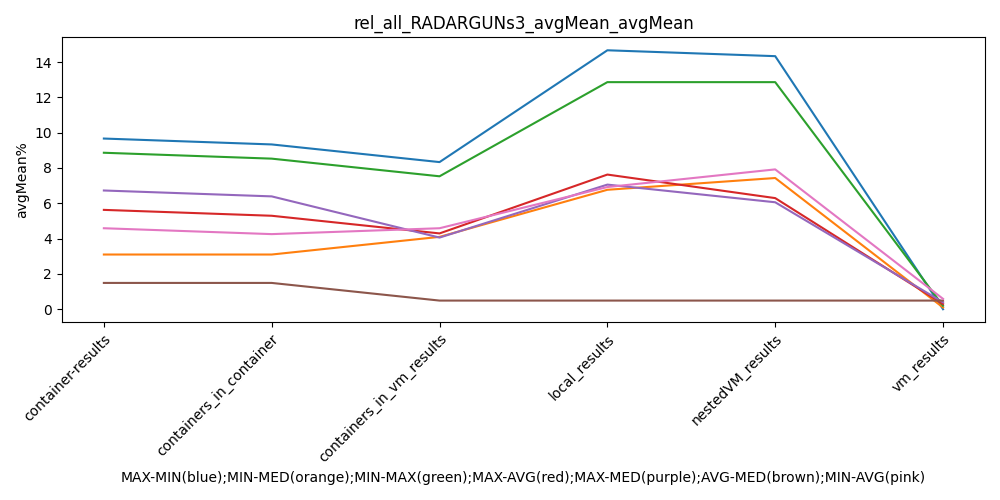 rel_all_RADARGUNs3_avgMean_avgMean
avgMean%
14
12
10
8
6
4
2
0
container-results
containers_in_container
containers_in_vm_results
local_results
nestedVM_results
vm_results
MAX-MIN(blue);MIN-MED(orange);MIN-MAX(green);MAX-AVG(red);MAX-MED(purple);AVG-MED(brown);MIN-AVG(pink)